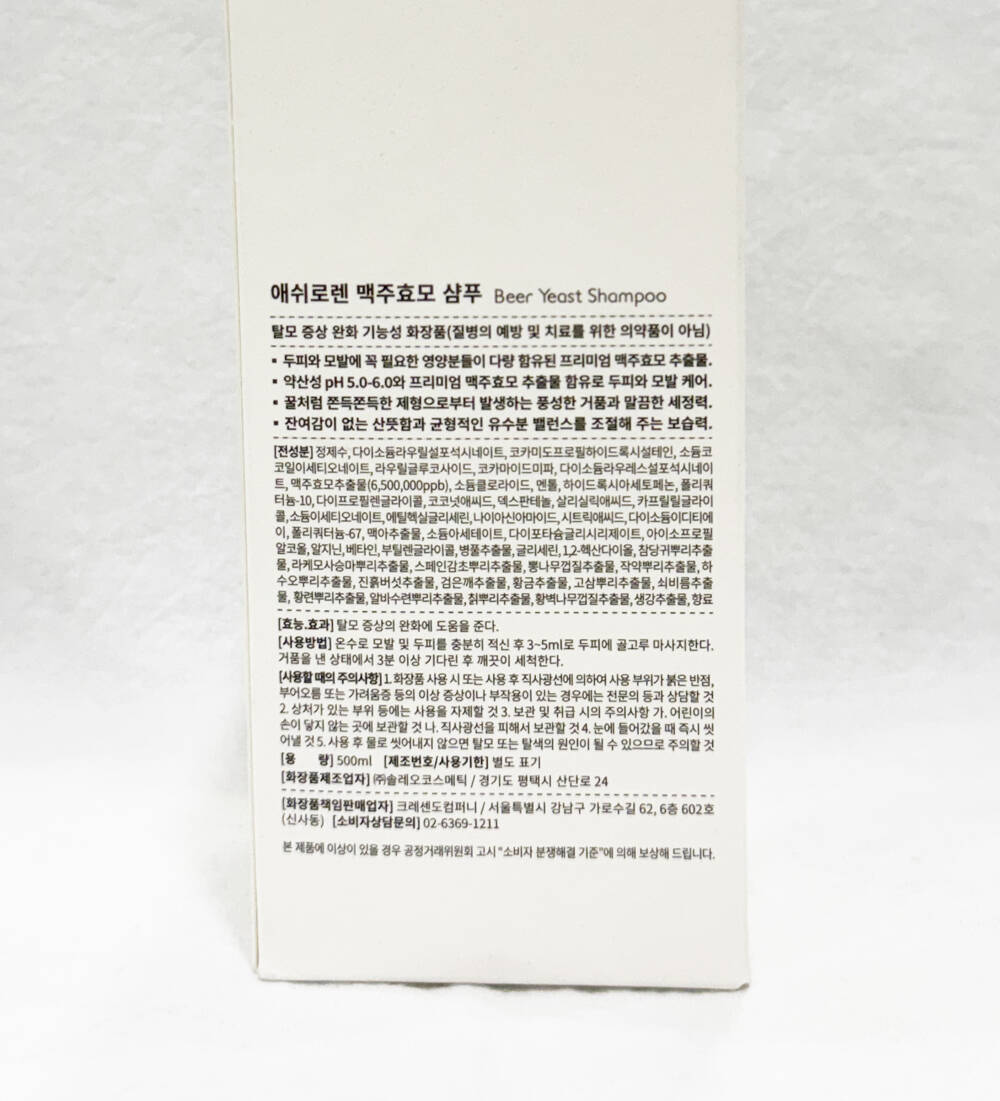 애쉬로렌 맥주효모 샴푸 Beer Yeast Shampoo
탈모 증상 완화 기능성 화장품(질병의 예방 및 치료를 위한 의약품이 아님)
▪ 두피와 모발에 꼭 필요한 영양분들이 다량 함유된 프리미엄 맥주효모 추출물.
▪ 약산성 pH 5.0-6.0와 프리미엄 맥주효모 추출물 함유로 두피와 모발 케어.
▪ 꿀처럼 쫀득쫀득한 제형으로부터 발생하는 풍성한 거품과 말끔한 세정력.
▪ 잔여감이 없는 산뜻함과 균형적인 유수분 밸런스를 조절해 주는 보습력.
[전성분] 정제수, 다이소듐라우릴설포석시네이트, 코카미도프로필하이드록시설테인, 소듐코
코일이세티오네이트, 라우릴글루코사이드, 코카마이드미파, 다이소듐라우레스설포석시네이
트, 맥주효모추출물(6,500,000ppb), 소듐클로라이드, 멘톨, 하이드록시아세토페논, 폴리쿼
터늄-10, 다이프로필렌글라이콜, 코코넛애씨드, 덱스판테놀, 살리실릭애씨드, 카프릴릴글라이
콜, 소듐이세티오네이트, 에틸헥실글리세린, 나이아신아마이드, 시트릭애씨드, 다이소듐이디티에
이, 폴리쿼터늄-67, 맥아추출물, 소듐아세테이트, 다이포타슘글리시리제이트, 아이소프로필
알코올, 알지닌, 베타인, 부틸렌글라이콜, 병풀추출물, 글리세린, 1,2-헥산다이올, 참당귀뿌리추출
물, 라케모사승마뿌리추출물, 스페인감초뿌리추출물, 뽕나무껍질추출물, 작약뿌리추출물, 하
수오뿌리추출물, 진흙버섯추출물, 검은깨추출물, 황금추출물, 고삼뿌리추출물, 쇠비름추출
물, 황련뿌리추출물, 알바수련뿌리추출물, 칡뿌리추출물, 황벽나무껍질추출물, 생강추출물, 향료
[효능.효과] 탈모 증상의 완화에 도움을 준다.
[사용방법] 온수로 모발 및 두피를 충분히 적신 후 3~5ml로 두피에 골고루 마사지한다.
거품을 낸 상태에서 3분 이상 기다린 후 깨끗이 세척한다.
[사용할 때의 주의사항] 1. 화장품 사용 시 또는 사용 후 직사광선에 의하여 사용 부위가 붉은 반점,
부어오름 또는 가려움증 등의 이상 증상이나 부작용이 있는 경우에는 전문의 등과 상담할 것
2. 상처가 있는 부위 등에는 사용을 자제할 것 3. 보관 및 취급 시의 주의사항 가. 어린이의
손이 닿지 않는 곳에 보관할 것 나. 직사광선을 피해서 보관할 것 4. 눈에 들어갔을 때 즉시 씻
어낼 것 5. 사용 후 물로 씻어내지 않으면 탈모 또는 탈색의 원인이 될 수 있으므로 주의할 것
[용 량] 500ml [제조번호/사용기한] 별도 표기
[화장품제조업자] ㈜솔레오코스메틱 / 경기도 평택시 산단로 24
[화장품책임판매업자] 크레센도컴퍼니 / 서울특별시 강남구 가로수길 62, 6층 602호
(신사동) [소비자상담문의] 02-6369-1211
본 제품에 이상이 있을 경우 공정거래위원회 고시 "소비자 분쟁해결 기준"에 의해 보상해 드립니다.